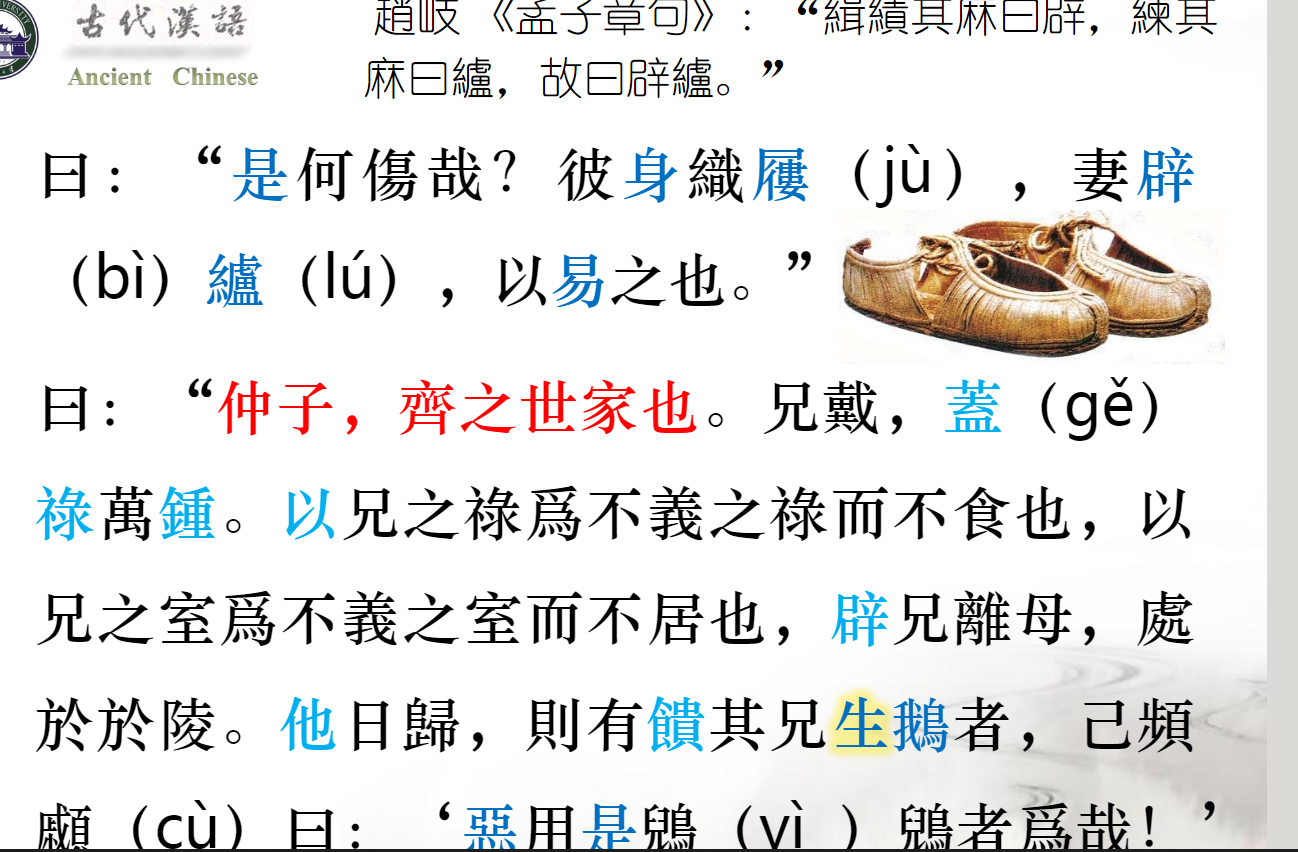 古代漢語
Ancient Chinese
趙岐《孟子章句》:“緝績其麻曰辟,練其
麻曰纑,故曰辟纑。”
曰:“是何傷哉?彼身織屨(jù),妻辟
(bì)纑(lú),以易之也。”
曰:“仲子,齊之世家也。兄戴,蓋(gě)
祿萬鍾。以兄之祿爲不義之祿而不食也,以
兄之室爲不義之室而不居也,辟兄離母,處
於於陵。他日歸,則有饋其兄生鵝者,己頻
顣(cù)曰:‘惡用是鶂(yì )鶂者爲哉!’